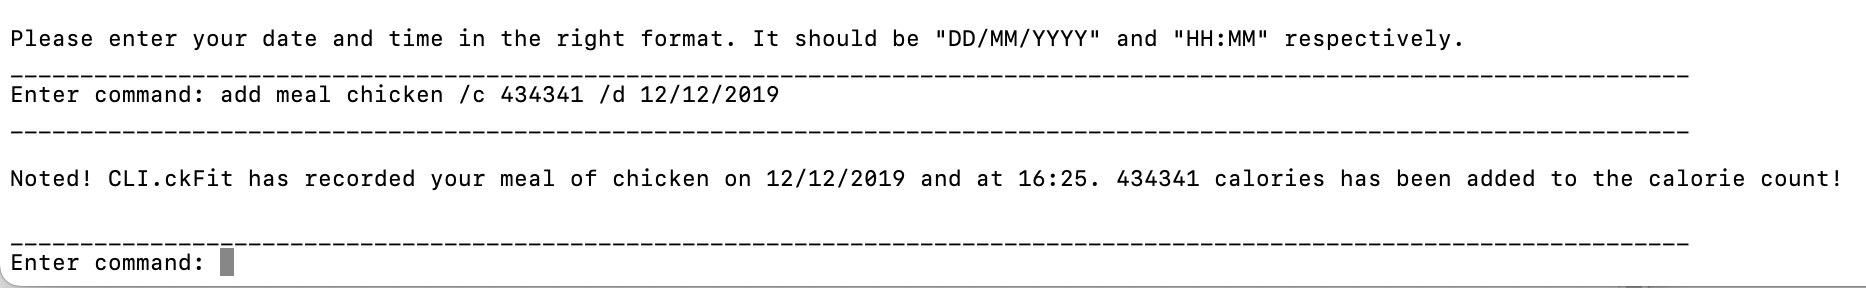 Please enter your date and time in the right format. It should be "DD/MM/YYYY" and "HH:MM" respectively.
________________________________________________________________________________________________________________________
Enter command: add meal chicken /c 434341 /d 12/12/2019
________________________________________________________________________________________________________________________
Noted! CLI.ckFit has recorded your meal of chicken on 12/12/2019 and at 16:25. 434341 calories has been added to the calorie count!
________________________________________________________________________________________________________________________
Enter command: